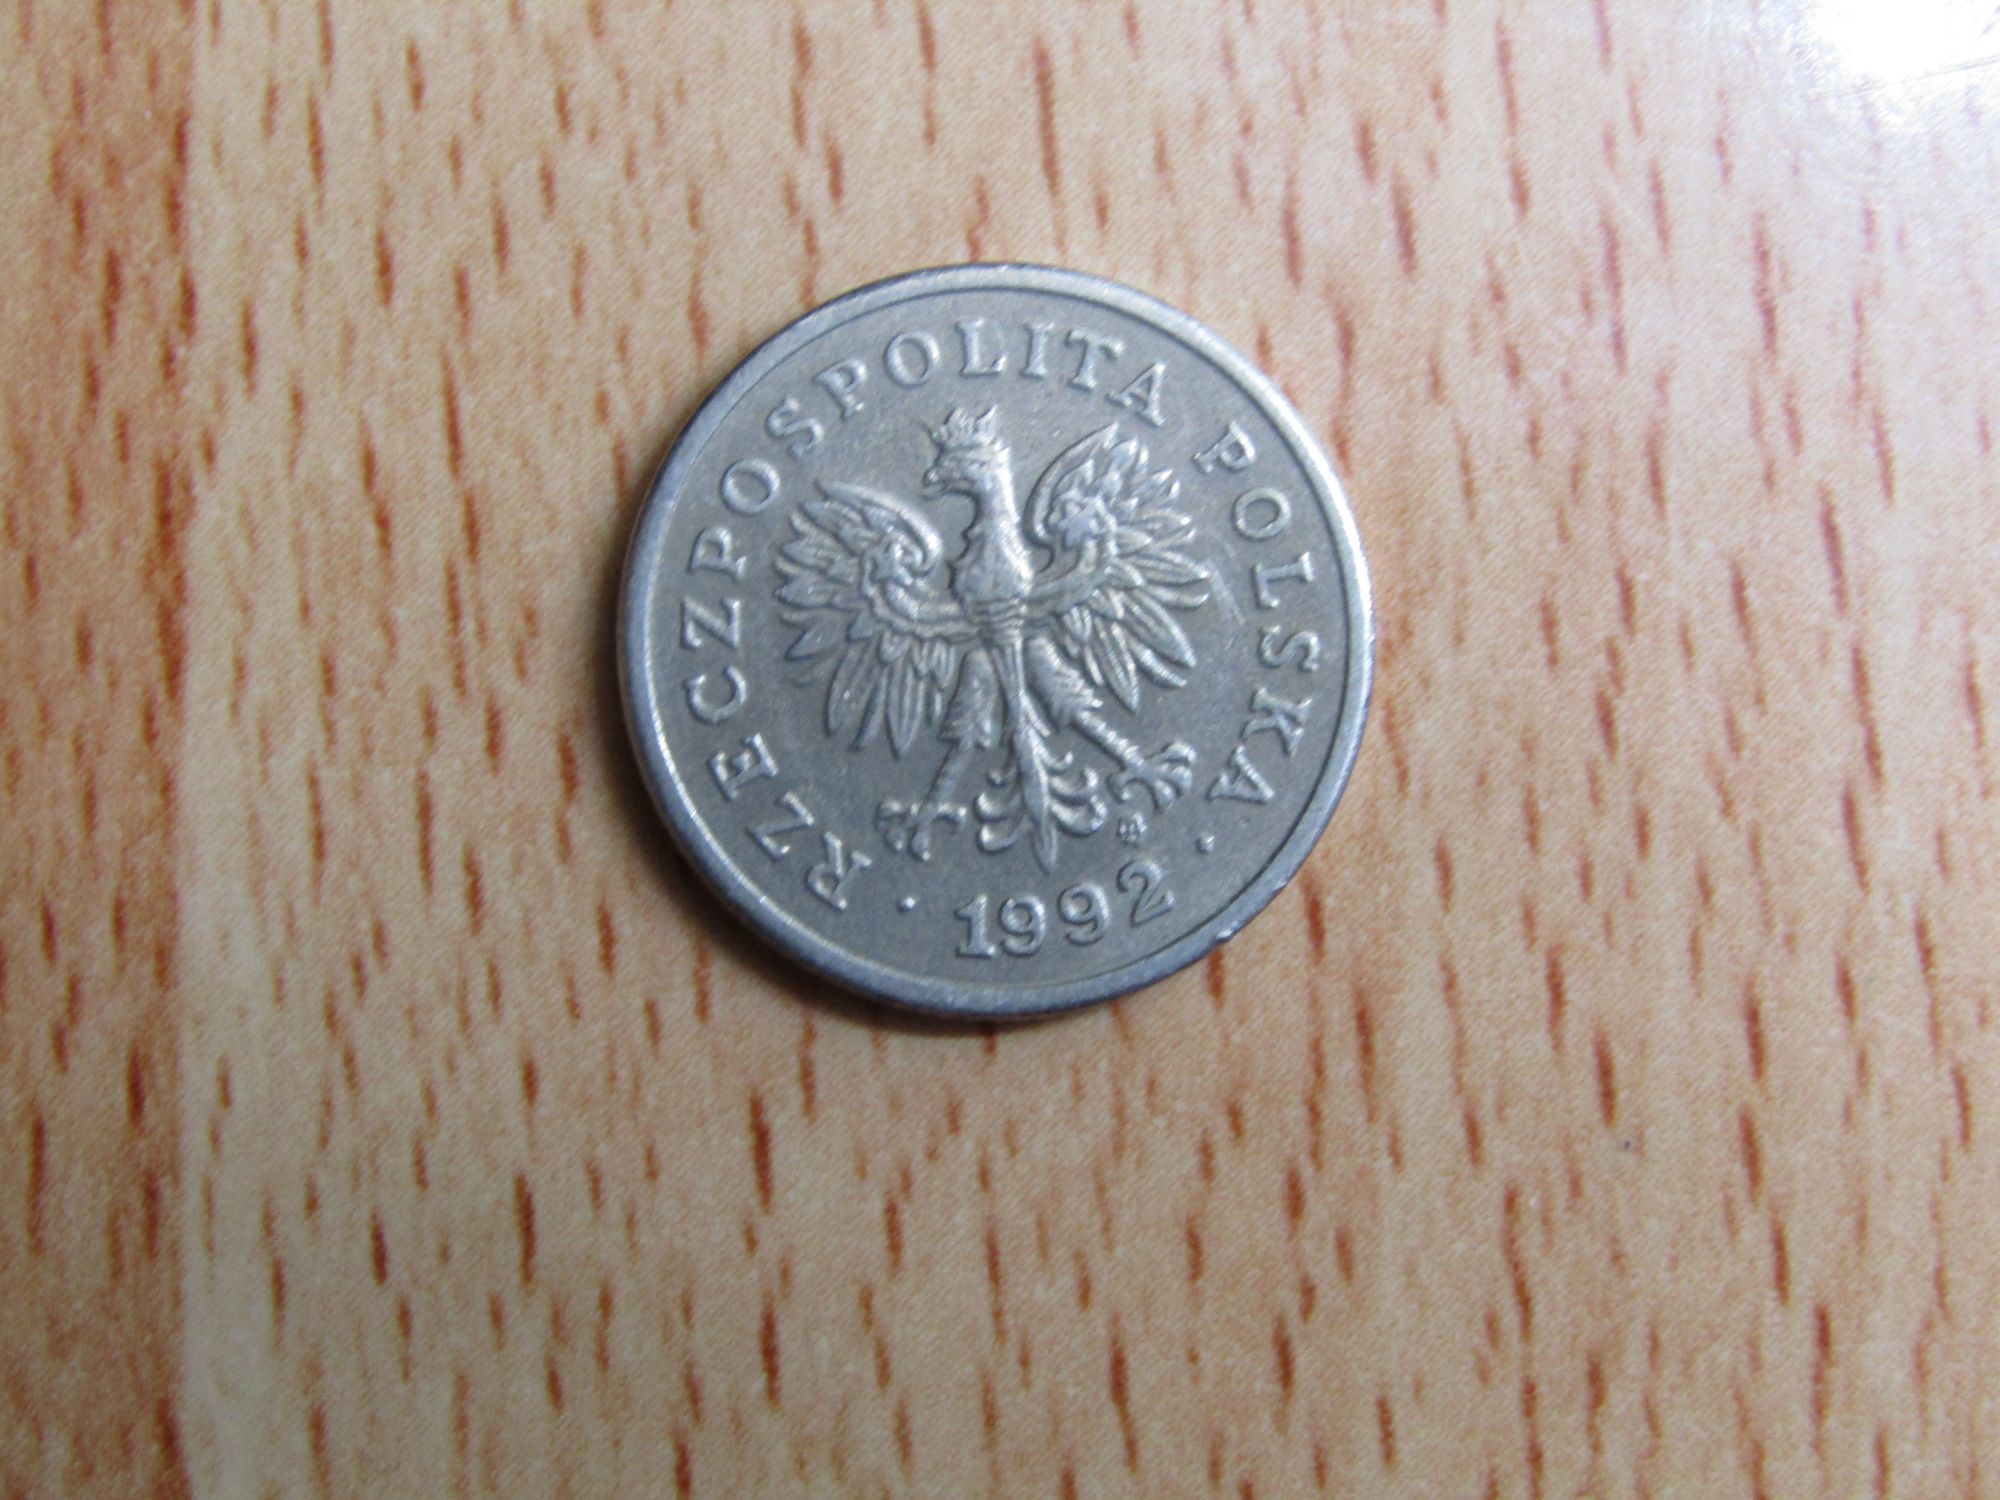 RZECZPOSPOLITA POLSKA
· 1992 ·